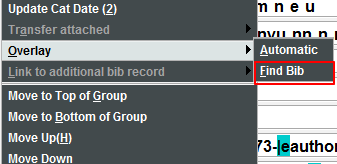 Update Cat Date (2)
Transfer attached
Overlay
Link to additional bib record
Move to Top of Group
Move to Bottom of Group
Move Up(H)
Move Down
Automatic
Find Bib
m n e u
73-leauthor